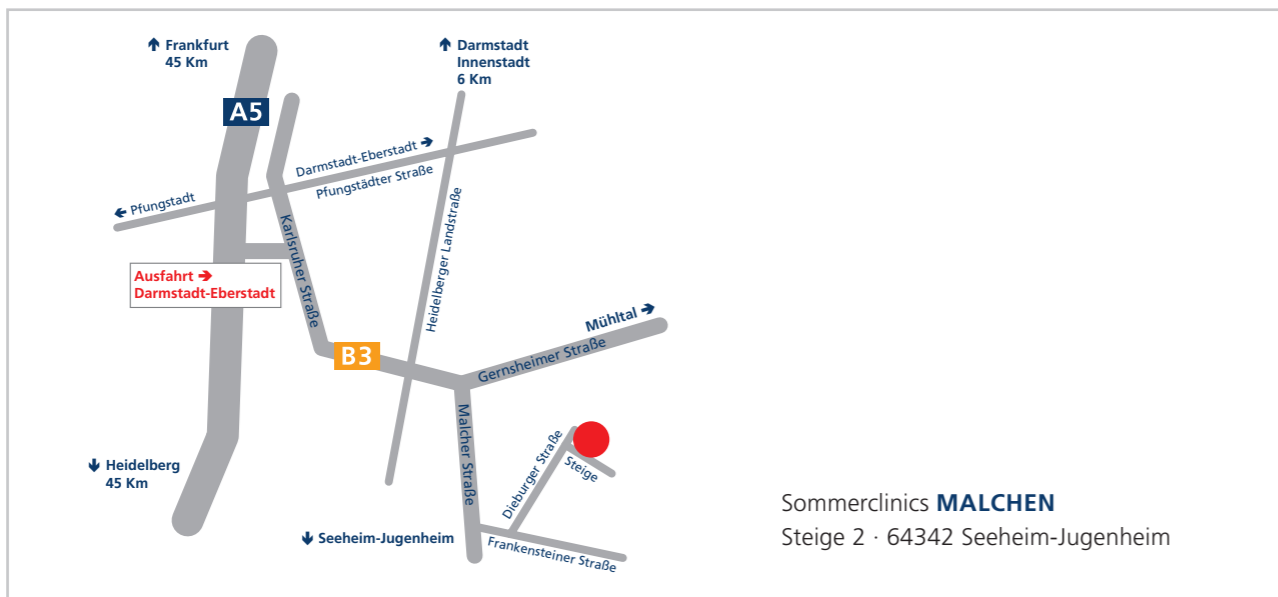 ↑ Frankfurt
45 Km
↑ Darmstadt
Innenstadt
6 Km
A5
Darmstadt-Eberstadt →
Pfungstädter Straße
← Pfungstadt
Karlsruher Straße
Heidelberger Landstraße
Ausfahrt →
Darmstadt-Eberstadt
Mühltal →
Gernsheimer Straße
B3
Malcher Straße
Dieburger Straße
Steige
↓ Heidelberg
45 Km
↓ Seeheim-Jugenheim
Frankensteiner Straße
Sommerclinics MALCHEN
Steige 2 · 64342 Seeheim-Jugenheim